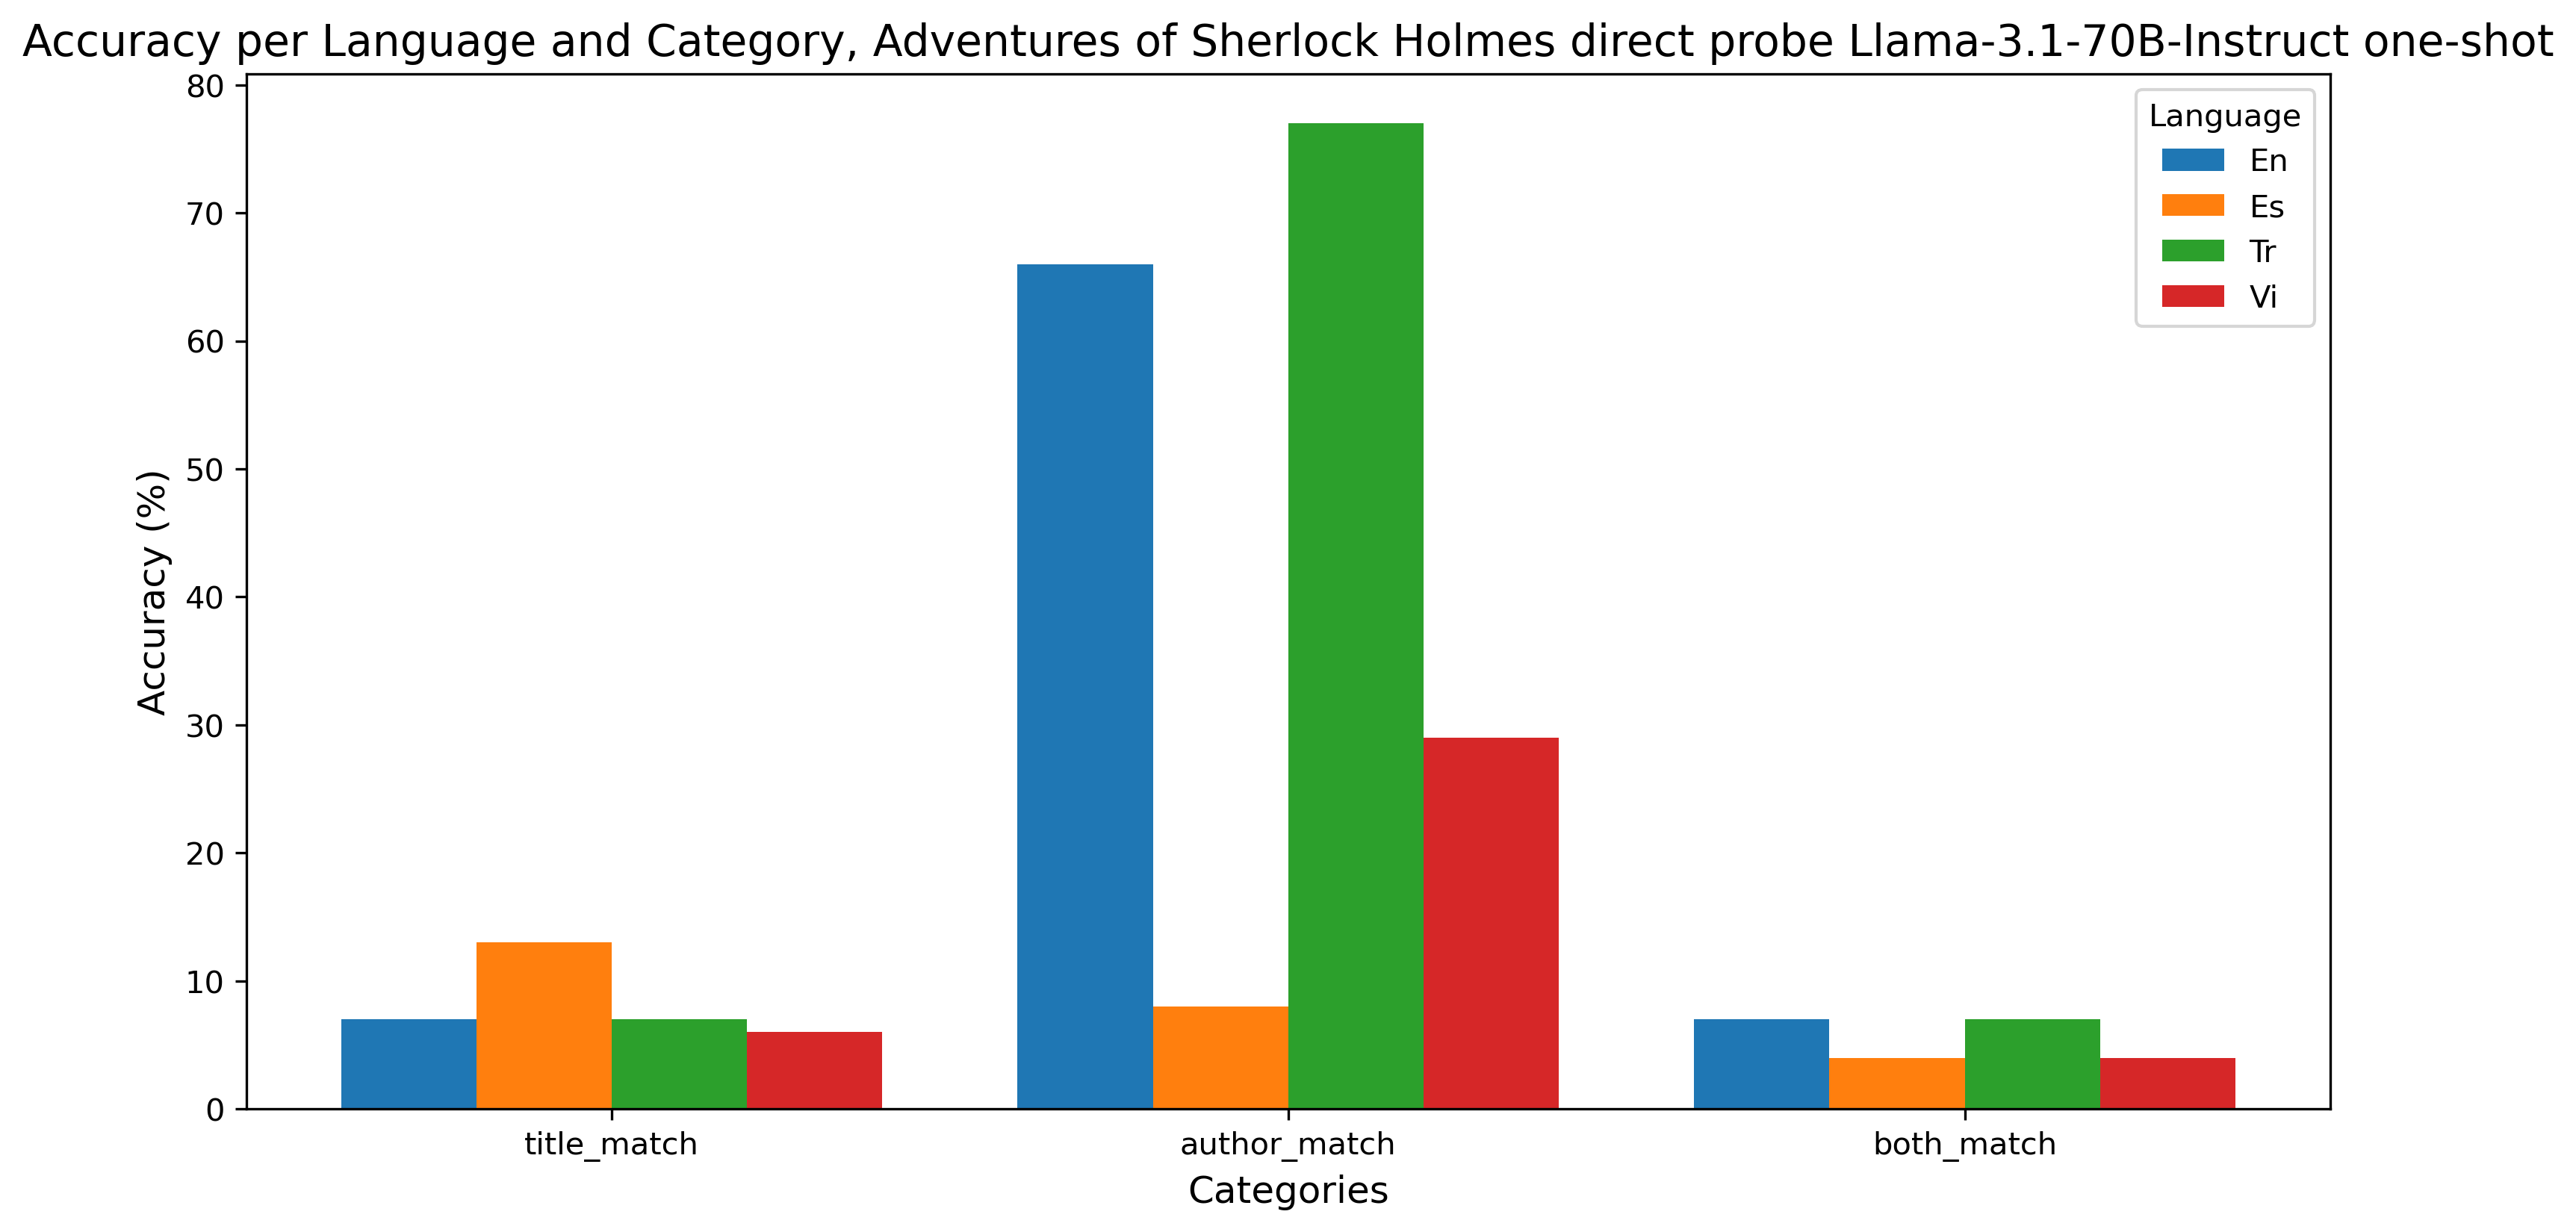 Accuracy per Language and Category, Adventures of Sherlock Holmes direct probe Llama-3.1-70B-Instruct one-shot
80
70
60
50
40
30
20
10
0
Accuracy (%)
Language
En
Es
Tr
Vi
title_match
author_match
both_match
Categories